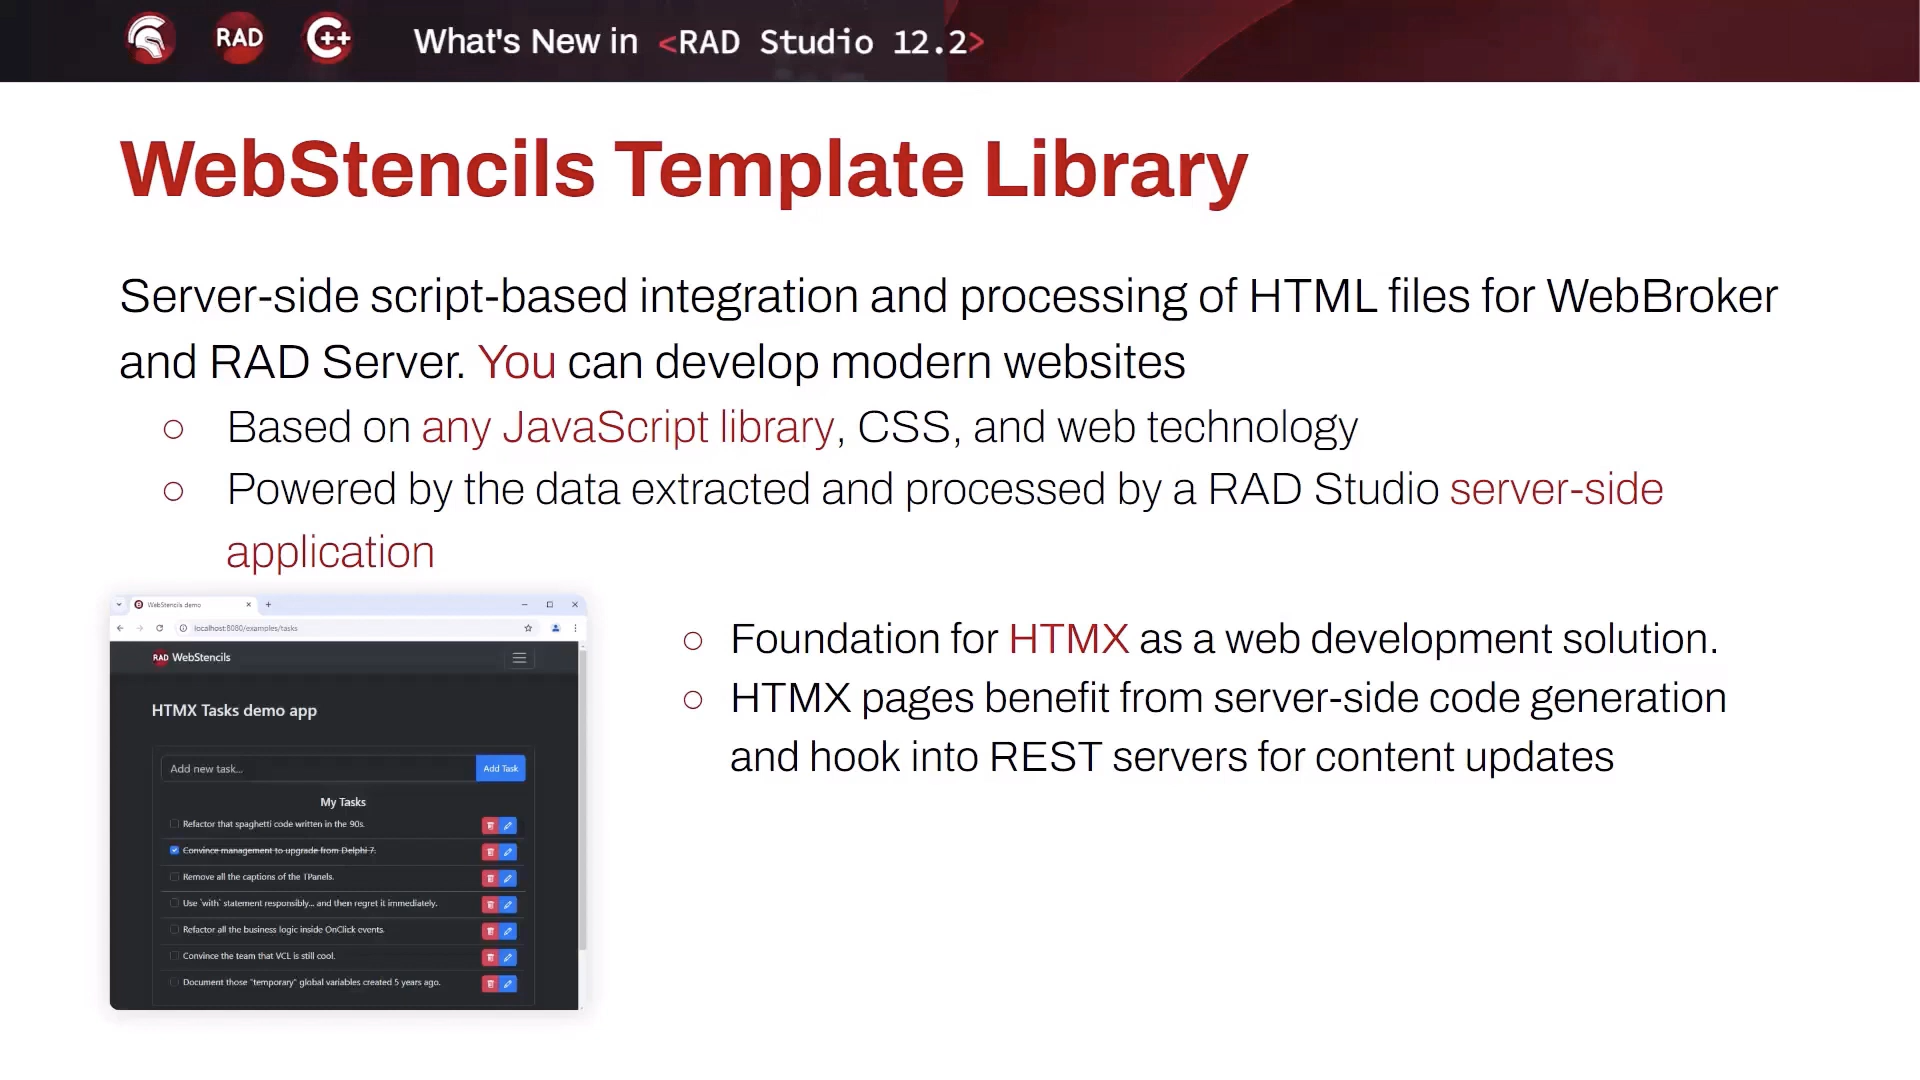 RAD C++ What's New in <RAD Studio 12.2>
WebStencils Template Library
Server-side script-based integration and processing of HTML files for WebBroker
and RAD Server. You can develop modern websites
○ Based on any JavaScript library, CSS, and web technology
○ Powered by the data extracted and processed by a RAD Studio server-side
application
WebStencils demo
localhost:8080/examples/tasks
RAD WebStencils
HTMX Tasks demo app
Add new task... Add Task
My Tasks
Refactor that spaghetti code written in the 90s.
Convince management to upgrade from Delphi 7.
Remove all the captions of the TPanels.
Use `with` statement responsibly... and then regret it immediately.
Refactor all the business logic inside OnClick events.
Convince the team that VCL is still cool.
Document those "temporary" global variables created 5 years ago.
○ Foundation for HTMX as a web development solution.
○ HTMX pages benefit from server-side code generation
and hook into REST servers for content updates